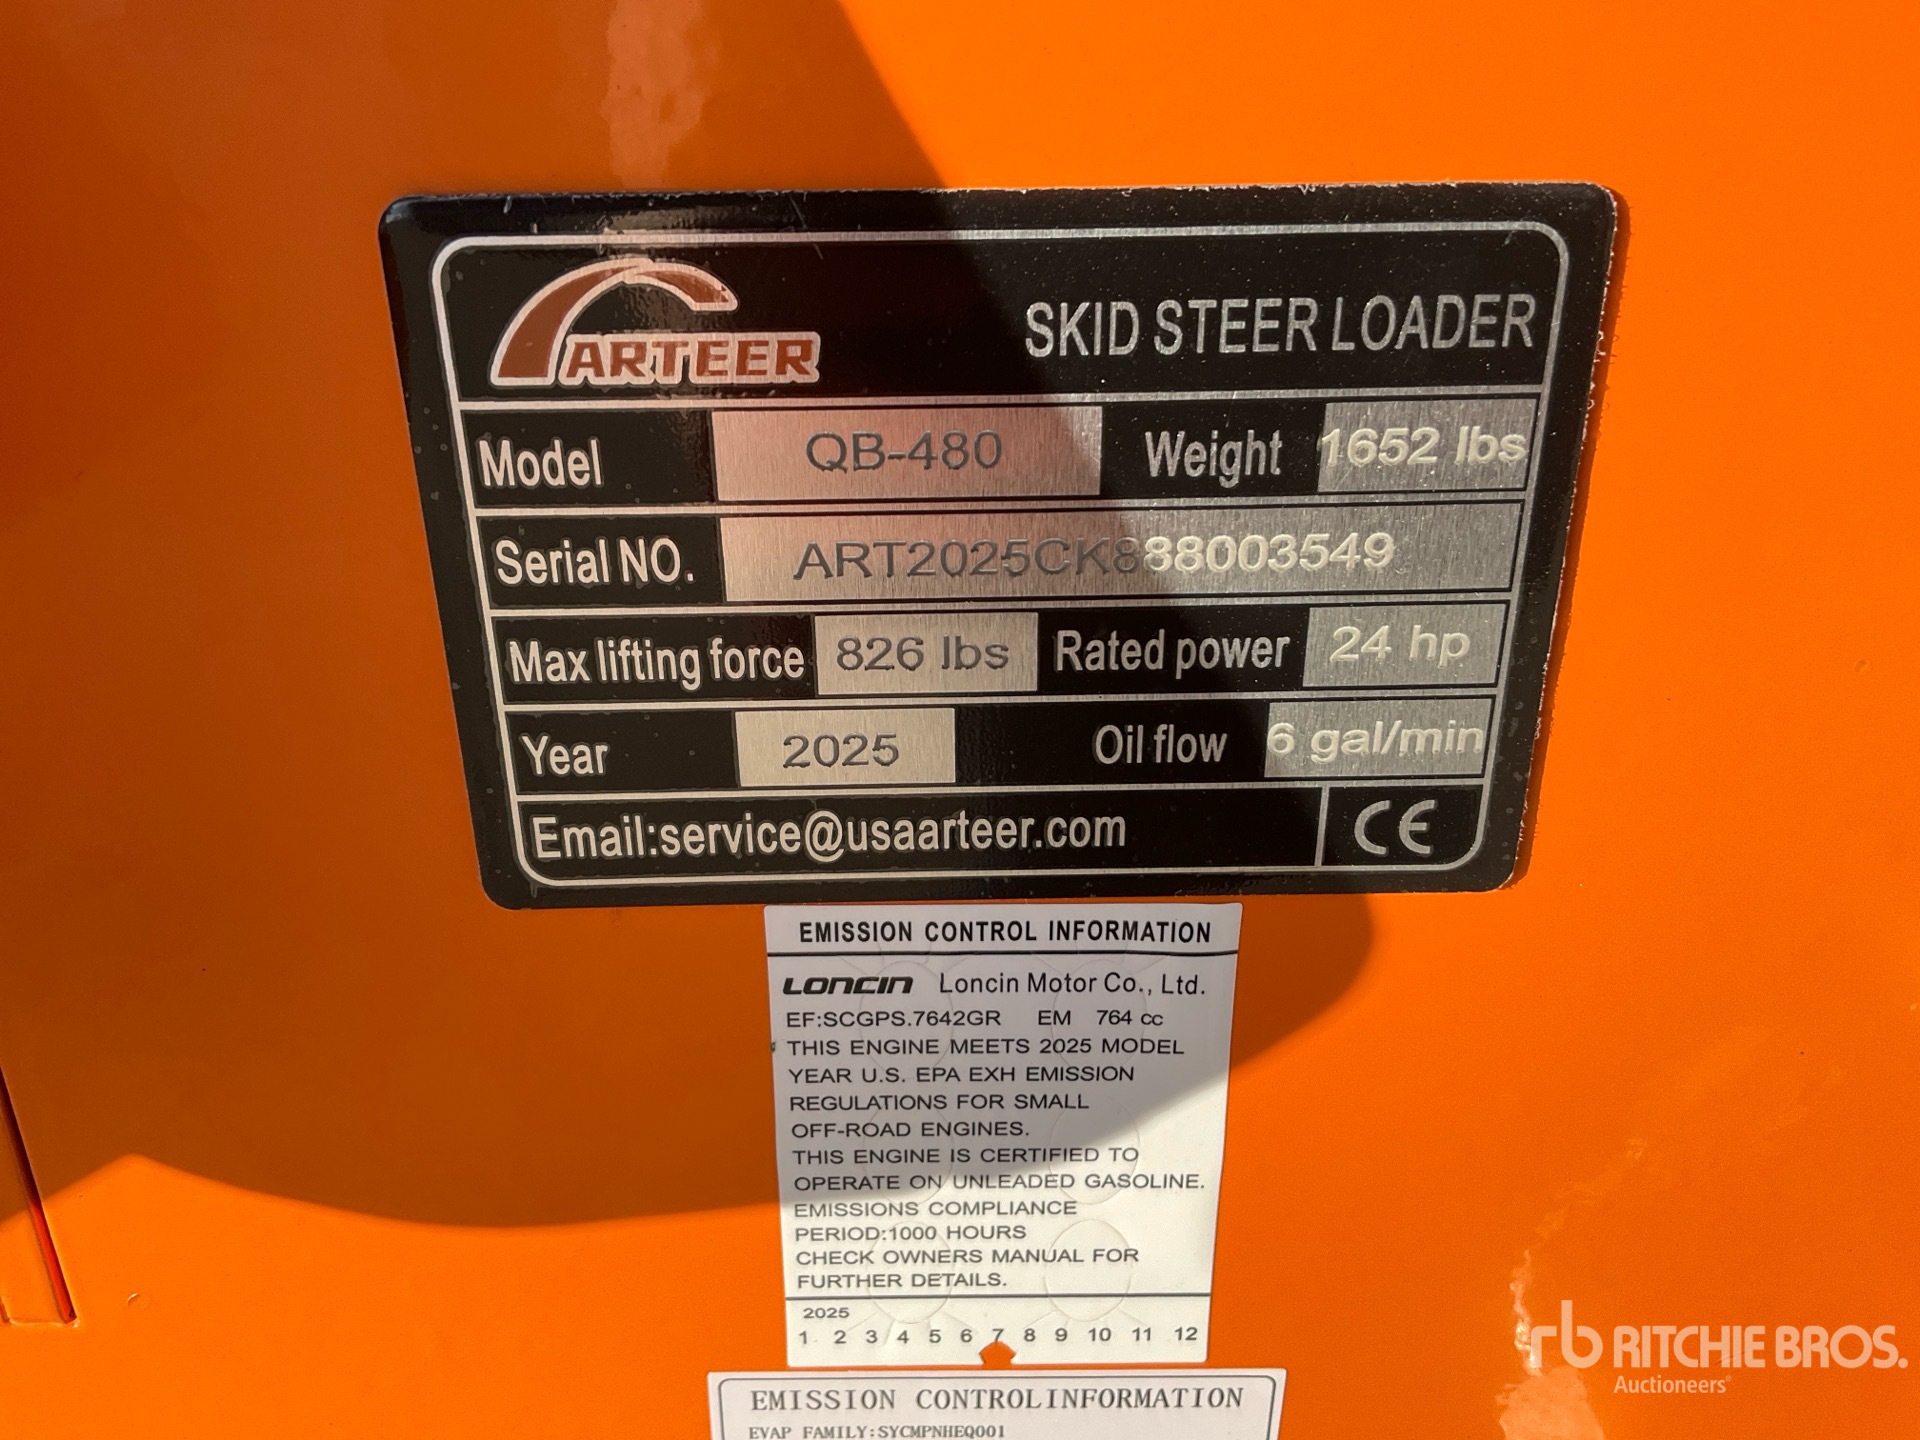 ARTEER
SKID STEER LOADER
Model QB-480 Weight 1652 lbs
Serial NO. ART2025CK888003549
Max lifting force 826 lbs Rated power 24 hp
Year 2025 Oil flow 6 gal/min
Email:service@usaarteer.com CE
EMISSION CONTROL INFORMATION
LONCIN Loncin Motor Co., Ltd.
EF:SCGPS.7642GR EM 764 cc
THIS ENGINE MEETS 2025 MODEL
YEAR U.S. EPA EXH EMISSION
REGULATIONS FOR SMALL
OFF-ROAD ENGINES.
THIS ENGINE IS CERTIFIED TO
OPERATE ON UNLEADED GASOLINE.
EMISSIONS COMPLIANCE
PERIOD:1000 HOURS
CHECK OWNERS MANUAL FOR
FURTHER DETAILS.
2025
1 2 3 4 5 6 7 8 9 10 11 12
EMISSION CONTROLINFORMATION
EVAP FAMILY:SYCMPNHEQ001
rb RITCHIE BROS.
Auctioneers